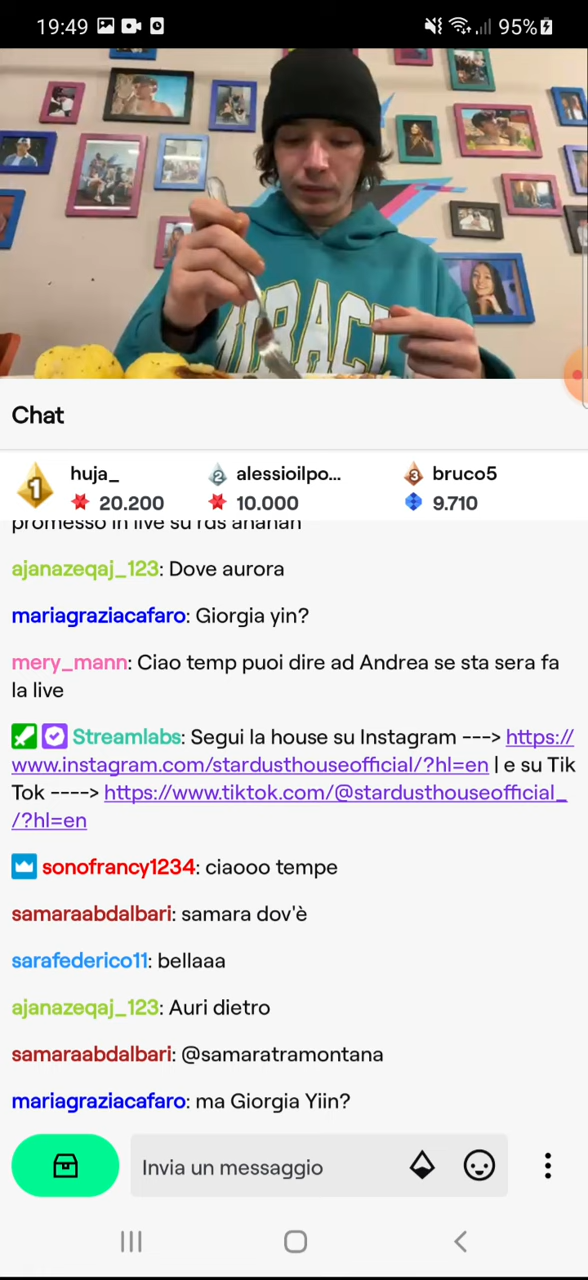 19:49 95%
MIRACL
Chat
1 huja_ 2 alessioilpo... 3 bruco5
20.200 10.000 9.710
promesso in live su rds ahahah
ajanazeqaj_123: Dove aurora
mariagraziacafaro: Giorgia yin?
mery_mann: Ciao temp puoi dire ad Andrea se sta sera fa
la live
Streamlabs: Segui la house su Instagram ---> https://
www.instagram.com/stardusthouseofficial/?hl=en | e su Tik
Tok ----> https://www.tiktok.com/@stardusthouseofficial_
/?hl=en
sonofrancy1234: ciaooo tempe
samaraabdalbari: samara dov'è
sarafederico11: bellaaa
ajanazeqaj_123: Auri dietro
samaraabdalbari: @samaratramontana
mariagraziacafaro: ma Giorgia Yiin?
Invia un messaggio